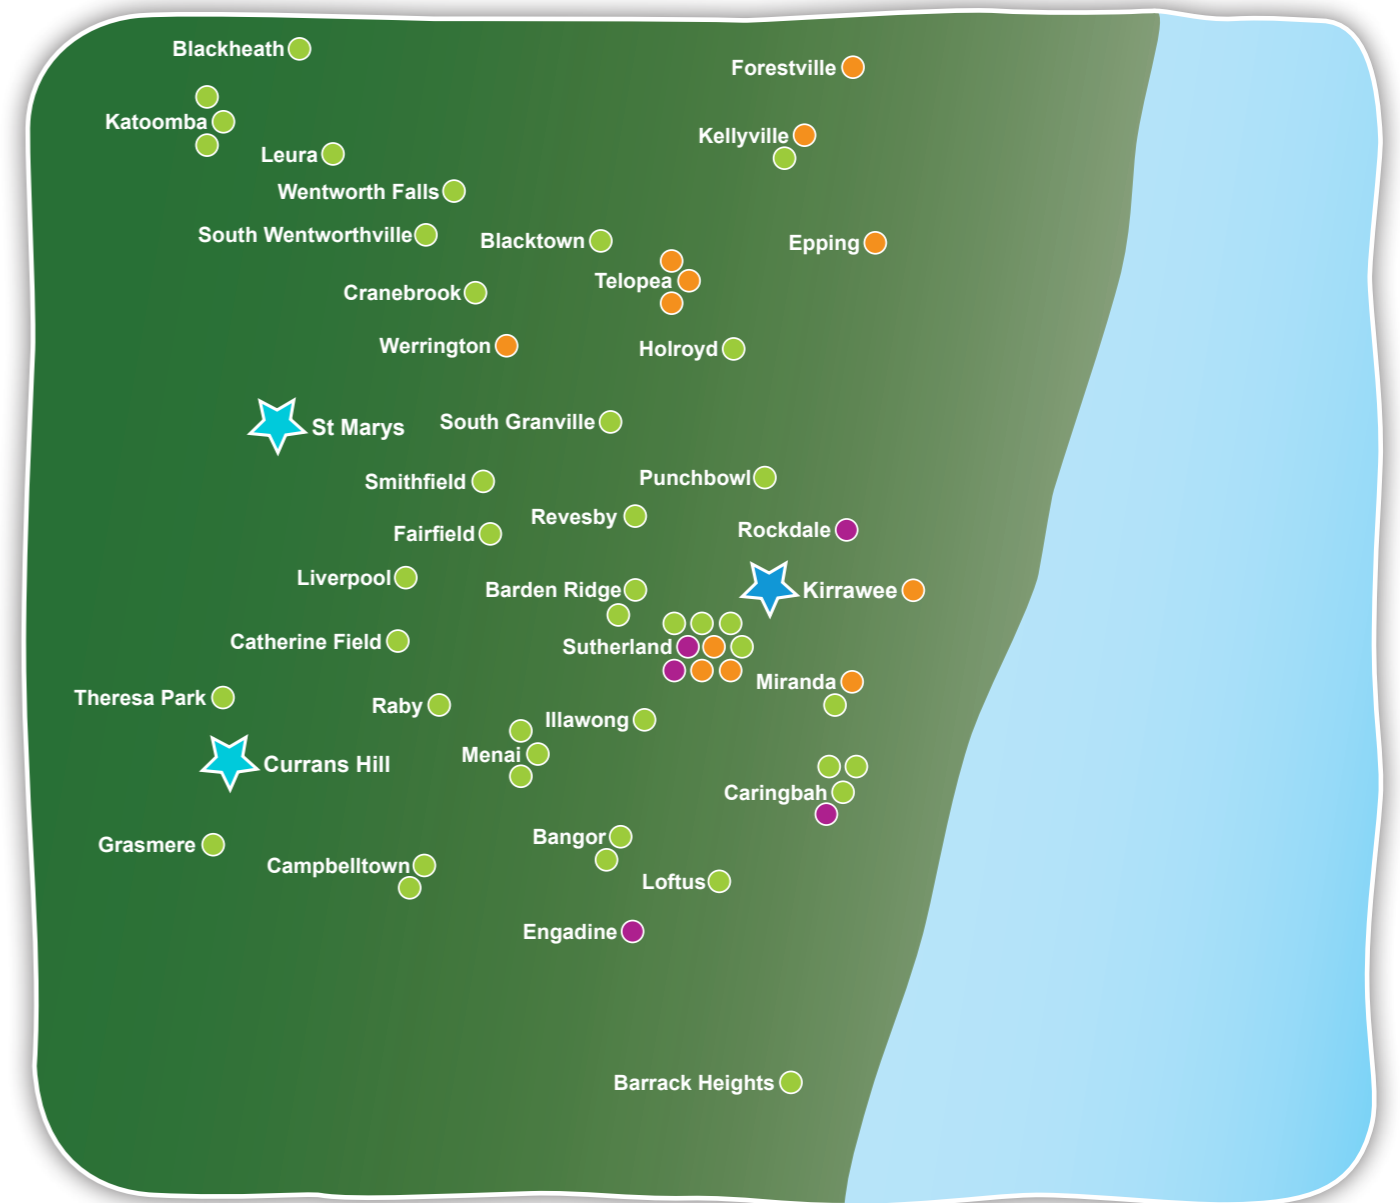 Blackheath
Forestville
Katoomba
Kellyville
Leura
Wentworth Falls
South Wentworthville
Blacktown
Epping
Telopea
Cranebrook
Werrington
Holroyd
St Marys
South Granville
Smithfield
Punchbowl
Revesby
Rockdale
Fairfield
Liverpool
Barden Ridge
Kirrawee
Catherine Field
Sutherland
Miranda
Theresa Park
Raby
Illawong
Menai
Currans Hill
Caringbah
Grasmere
Bangor
Campbelltown
Loftus
Engadine
Barrack Heights